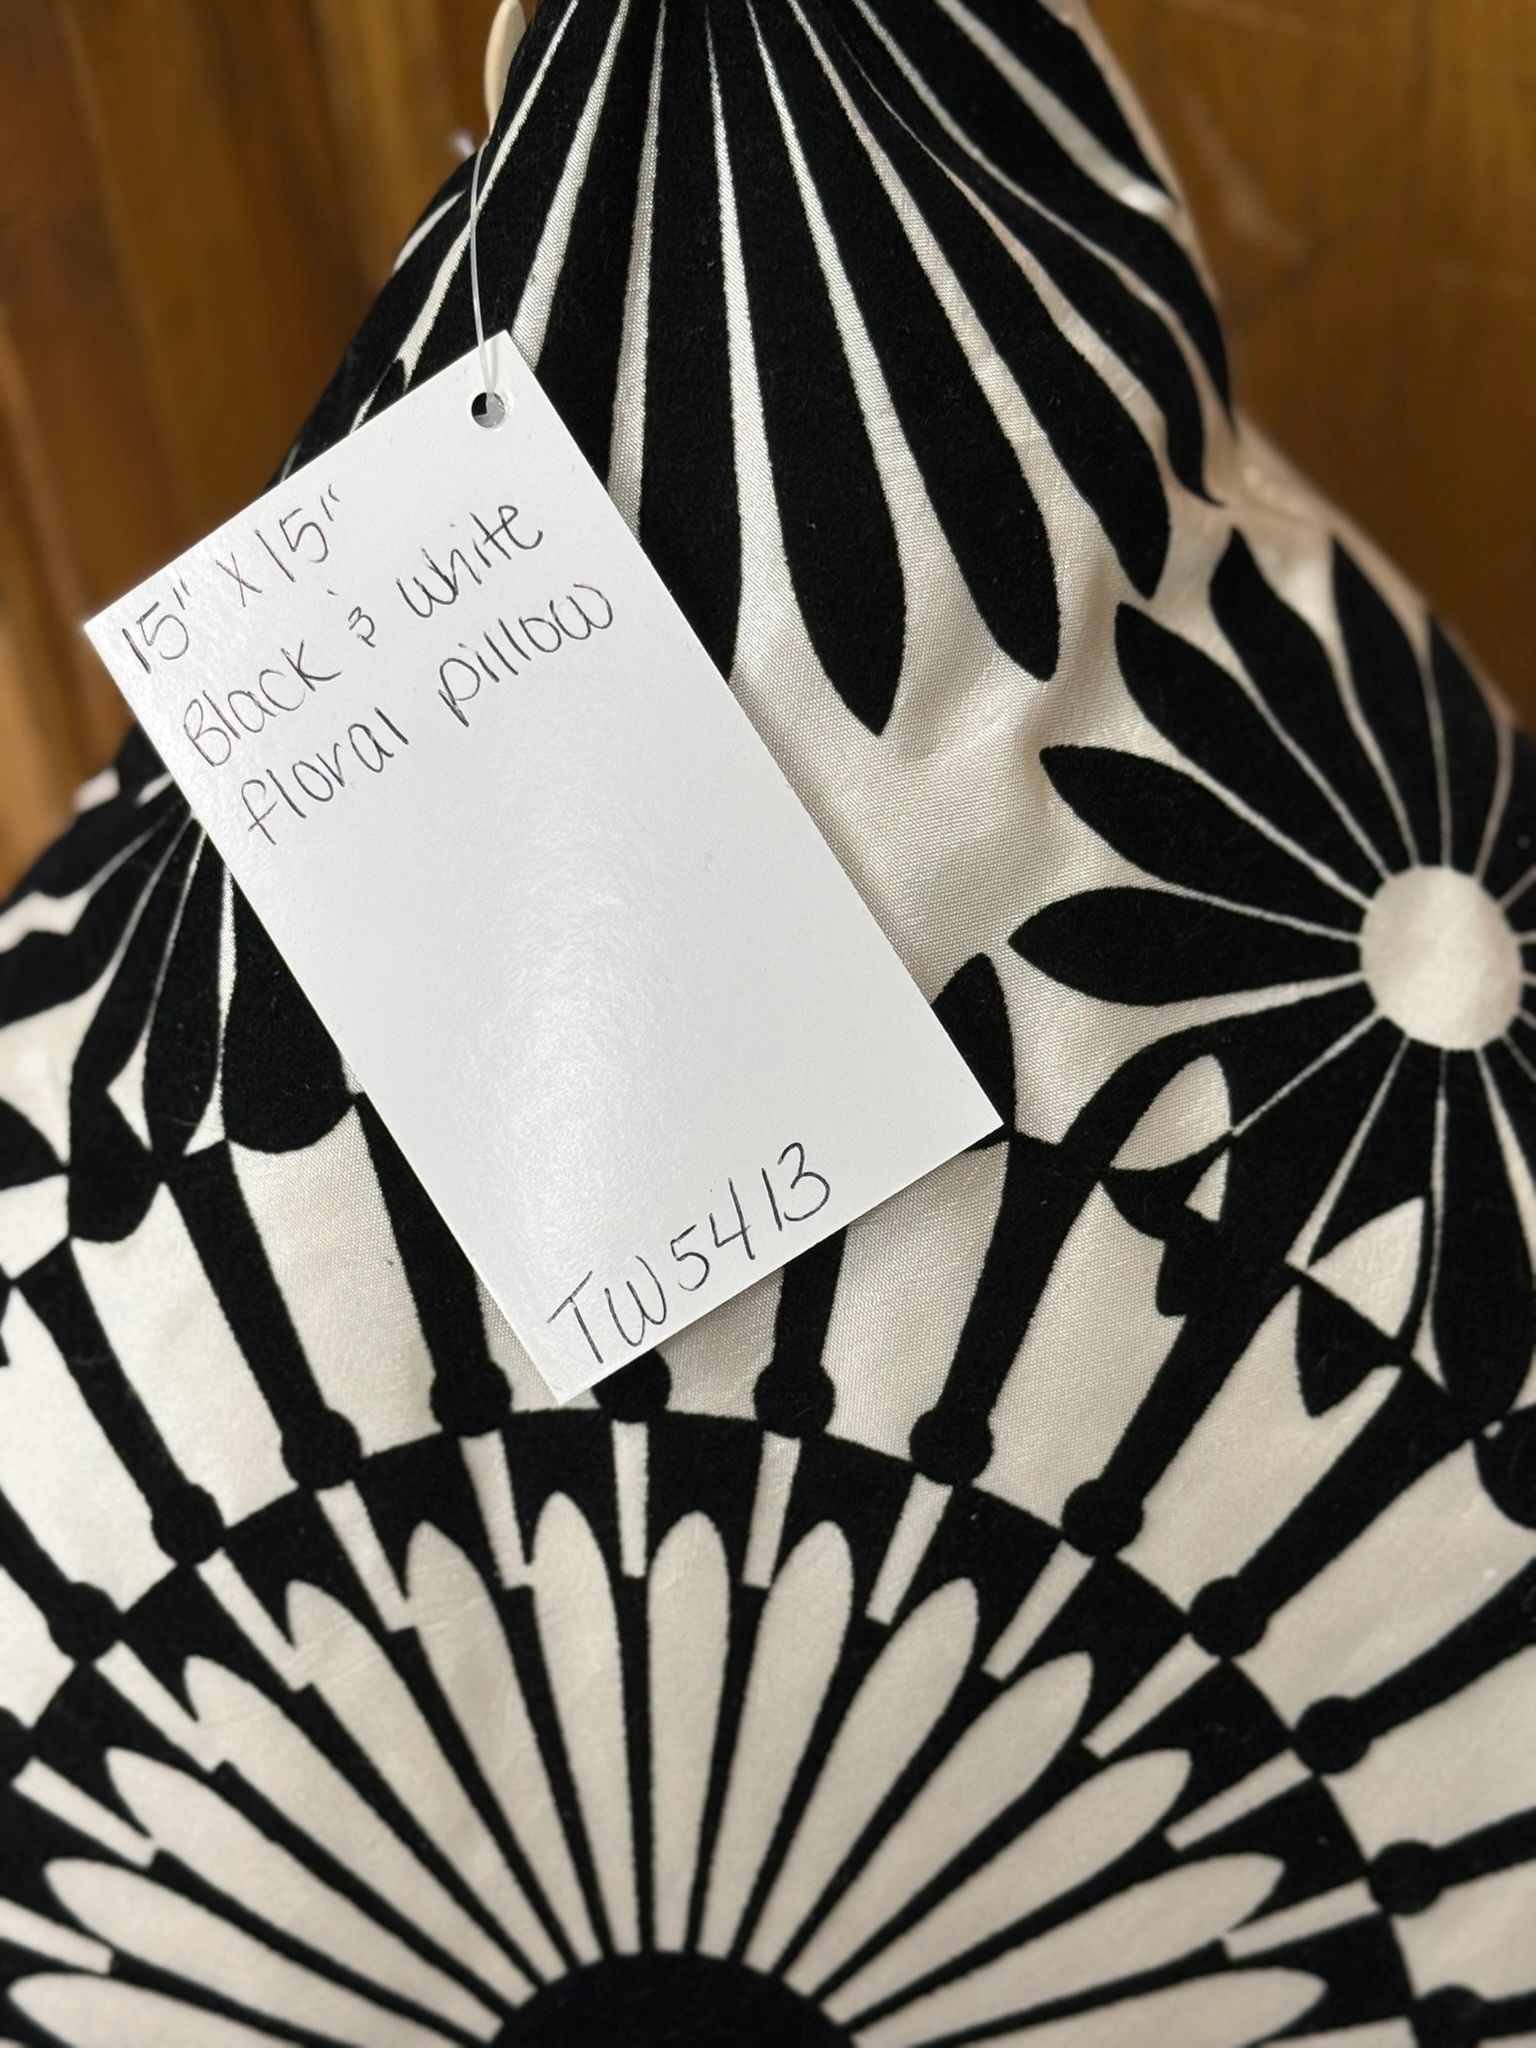 15" x 15"
Black & white
floral pillow
TW5413